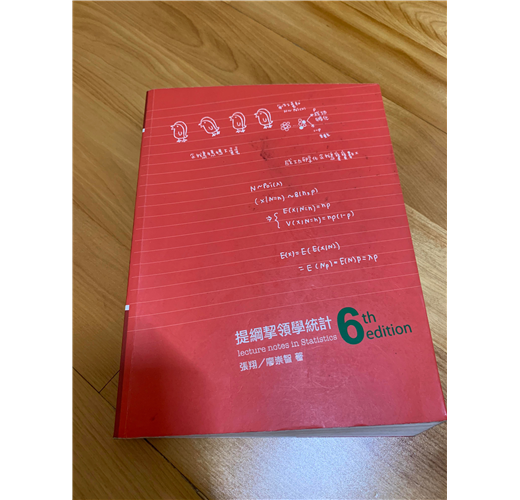 N~Poi(λ)
(X|N=n)~B(n,p)
⇒{ E(X|N=n)=np
V(X|N=n)=np(1-p)
E(X)=E(E(X|N))
=E(Np)=E(N)p=λp
提綱挈領學統計
6th edition
lecture notes in Statistics
張翔／廖崇智 著